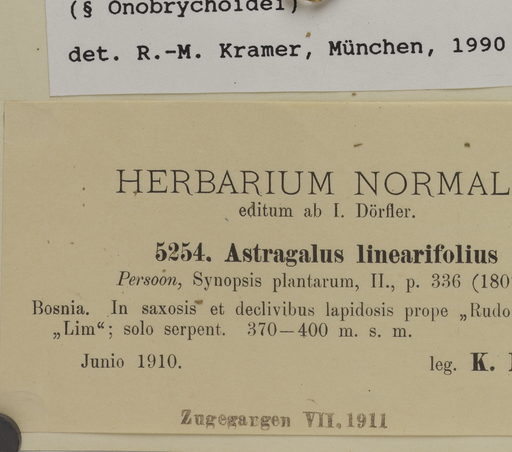 (§ Onobrychoidei)
det. R.-M. Kramer, München, 1990
HERBARIUM NORMAL
editum ab I. Dörfler.
5254. Astragalus linearifolius
Persoon, Synopsis plantarum, II., p. 336 (180
Bosnia. In saxosis et declivibus lapidosis prope „Rudo
„Lim“; solo serpent. 370—400 m. s. m.
Junio 1910. leg. K.
Zugegangen VII. 1911